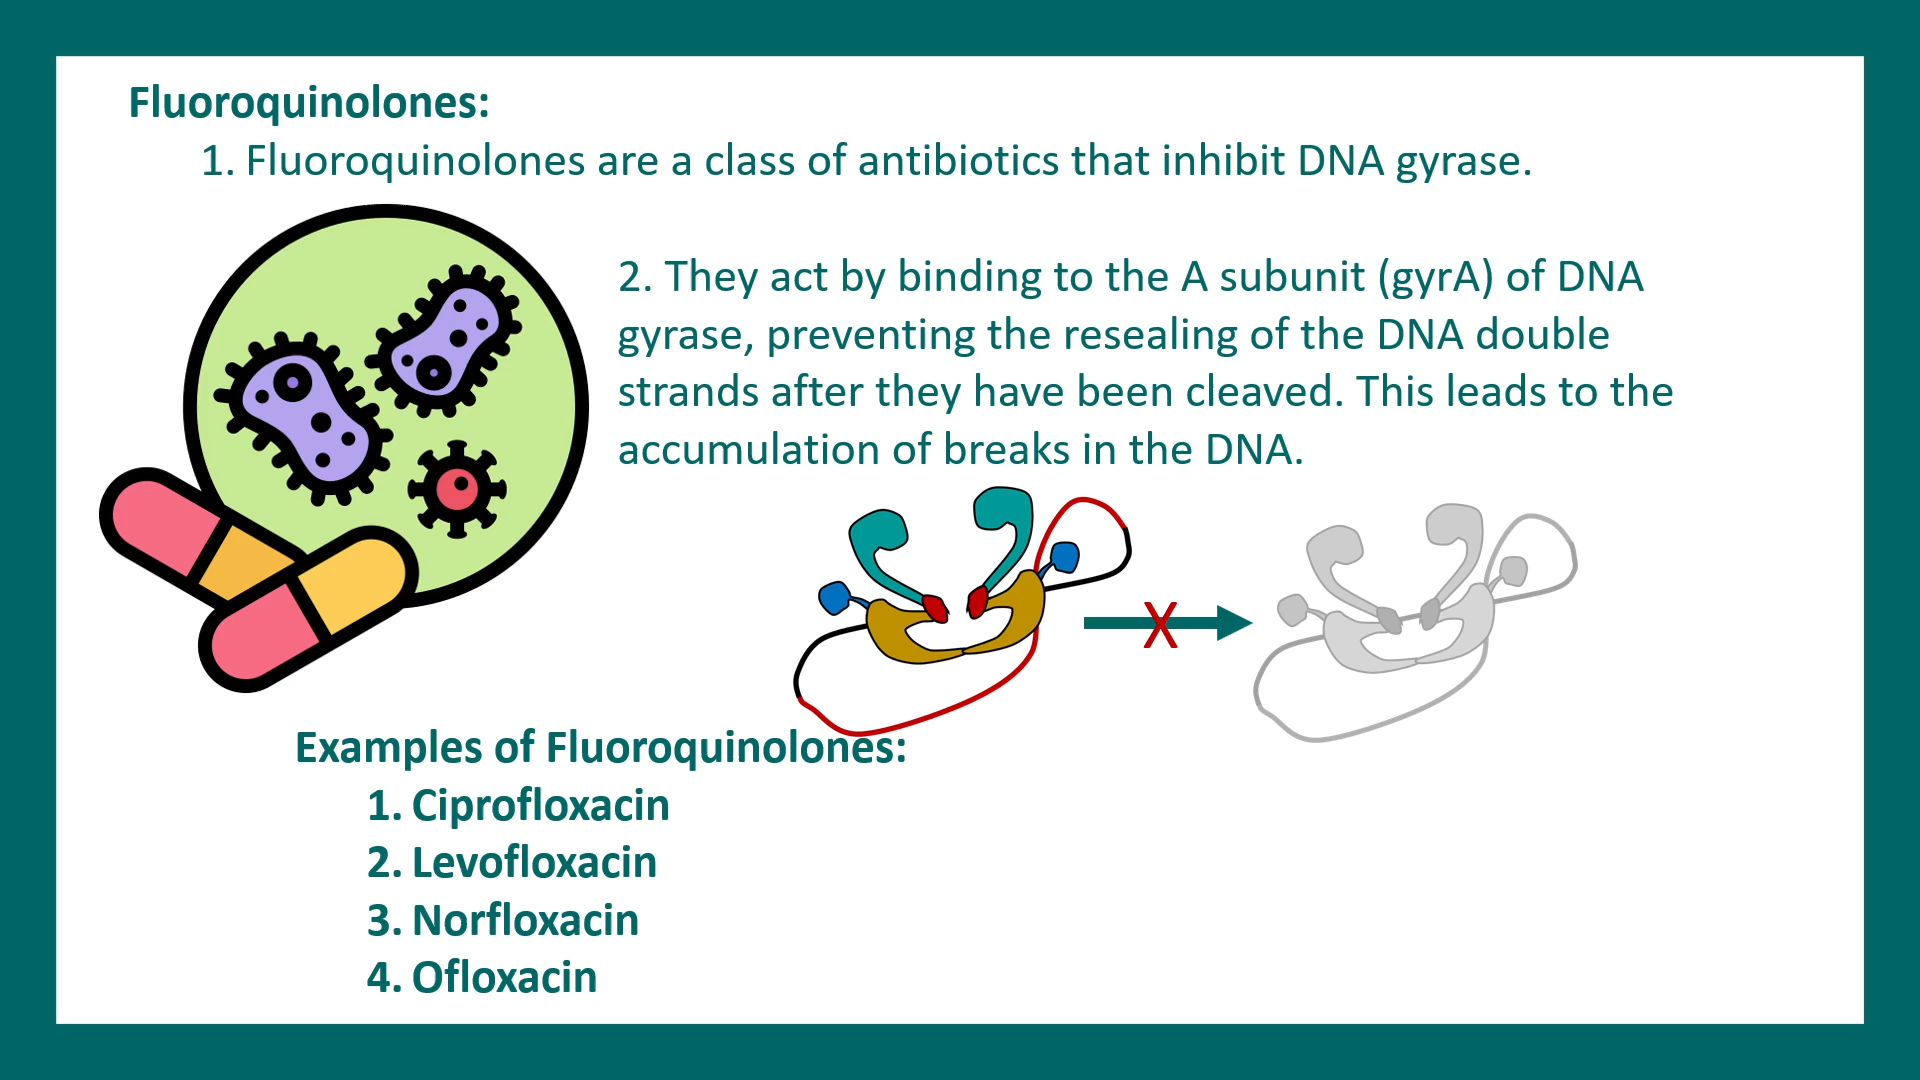 Fluoroquinolones:
1. Fluoroquinolones are a class of antibiotics that inhibit DNA gyrase.
2. They act by binding to the A subunit (gyrA) of DNA
gyrase, preventing the resealing of the DNA double
strands after they have been cleaved. This leads to the
accumulation of breaks in the DNA.
X
Examples of Fluoroquinolones:
1. Ciprofloxacin
2. Levofloxacin
3. Norfloxacin
4. Ofloxacin